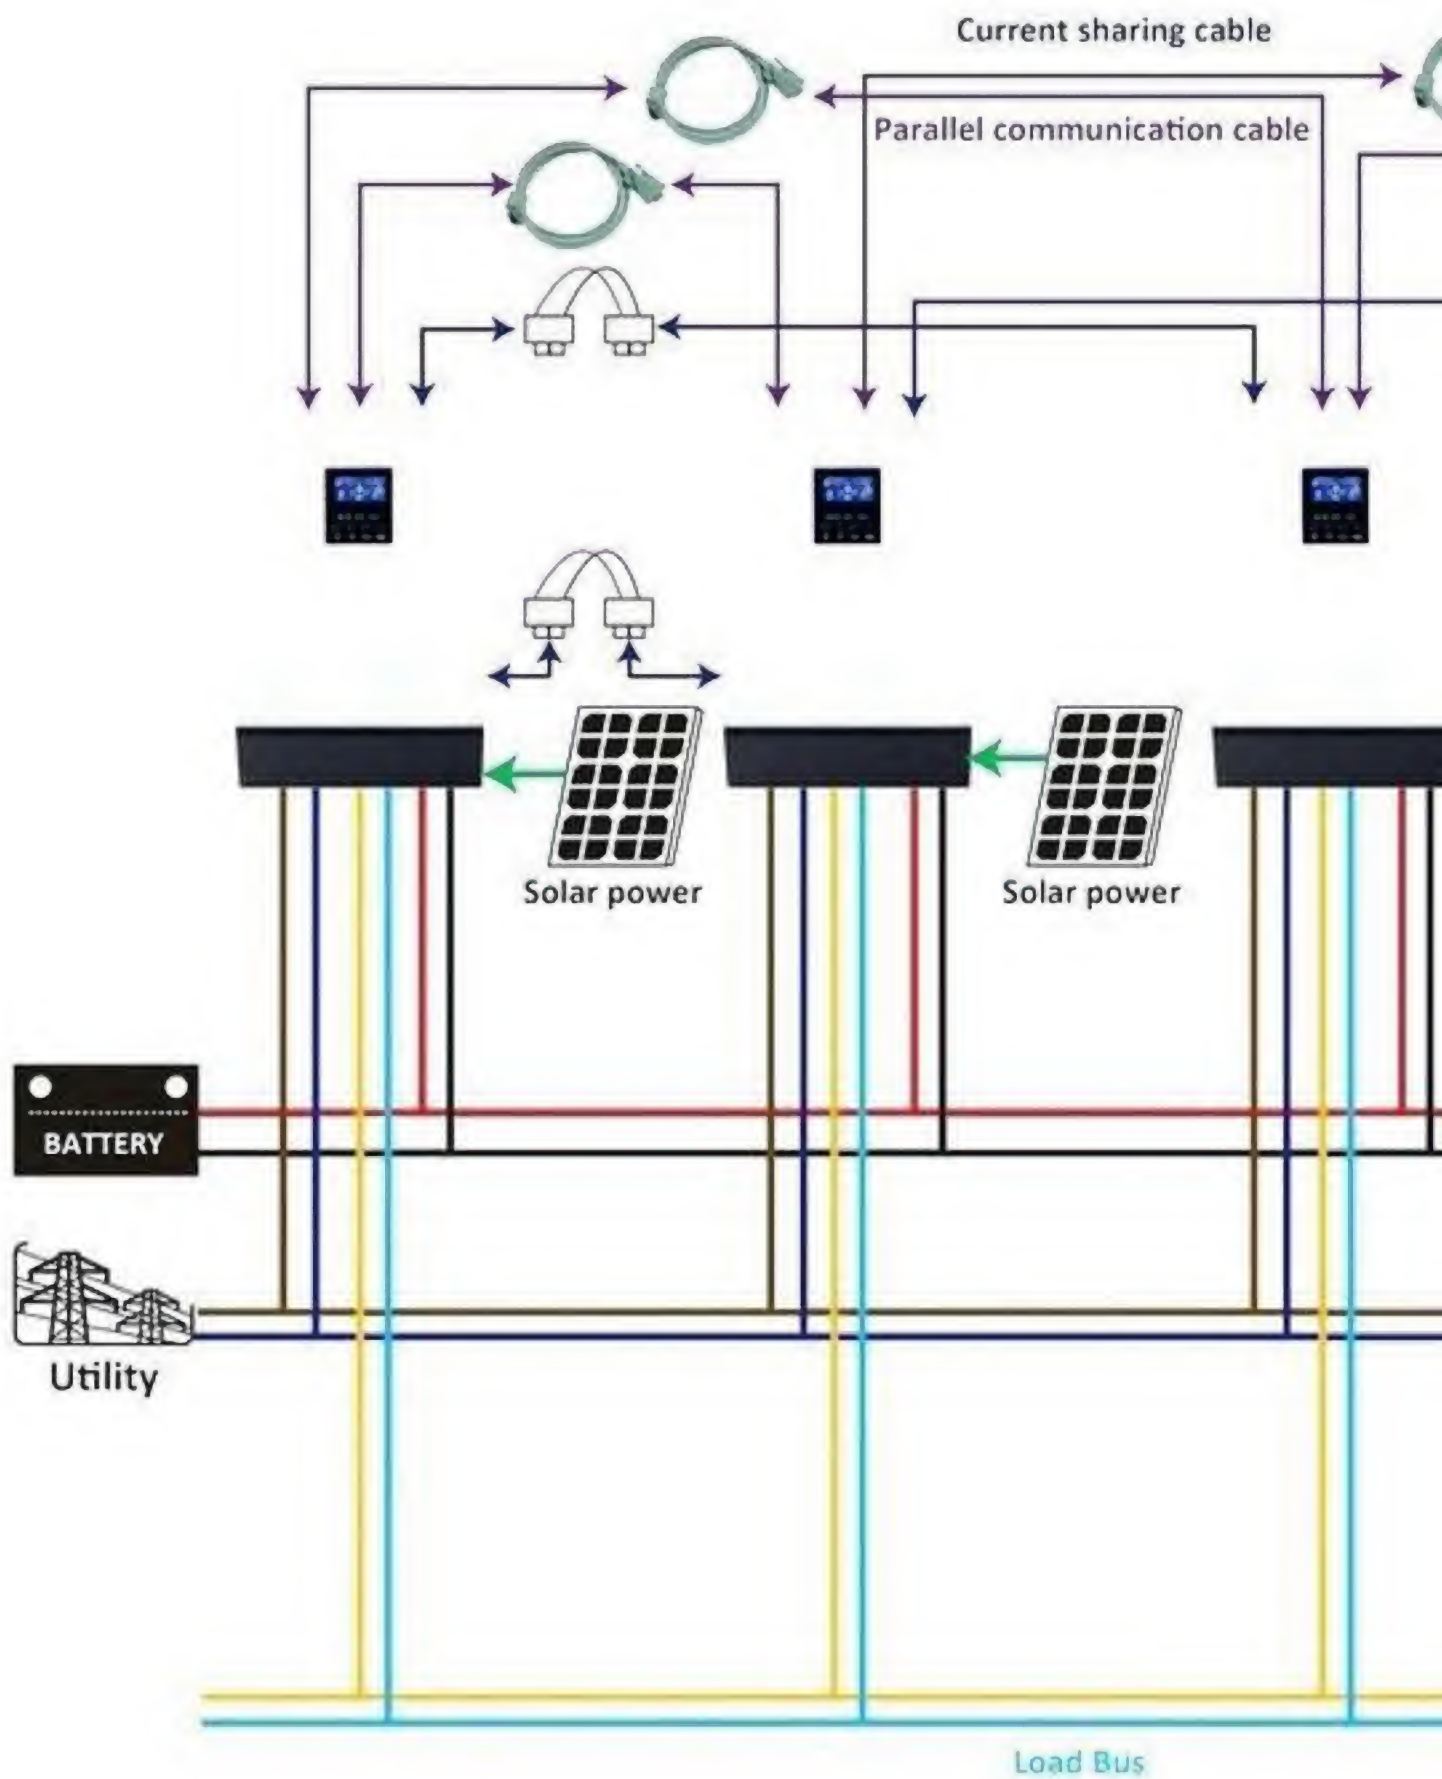 Current sharing cable
Parallel communication cable
Solar power
Solar power
BATTERY
Utility
Load Bus